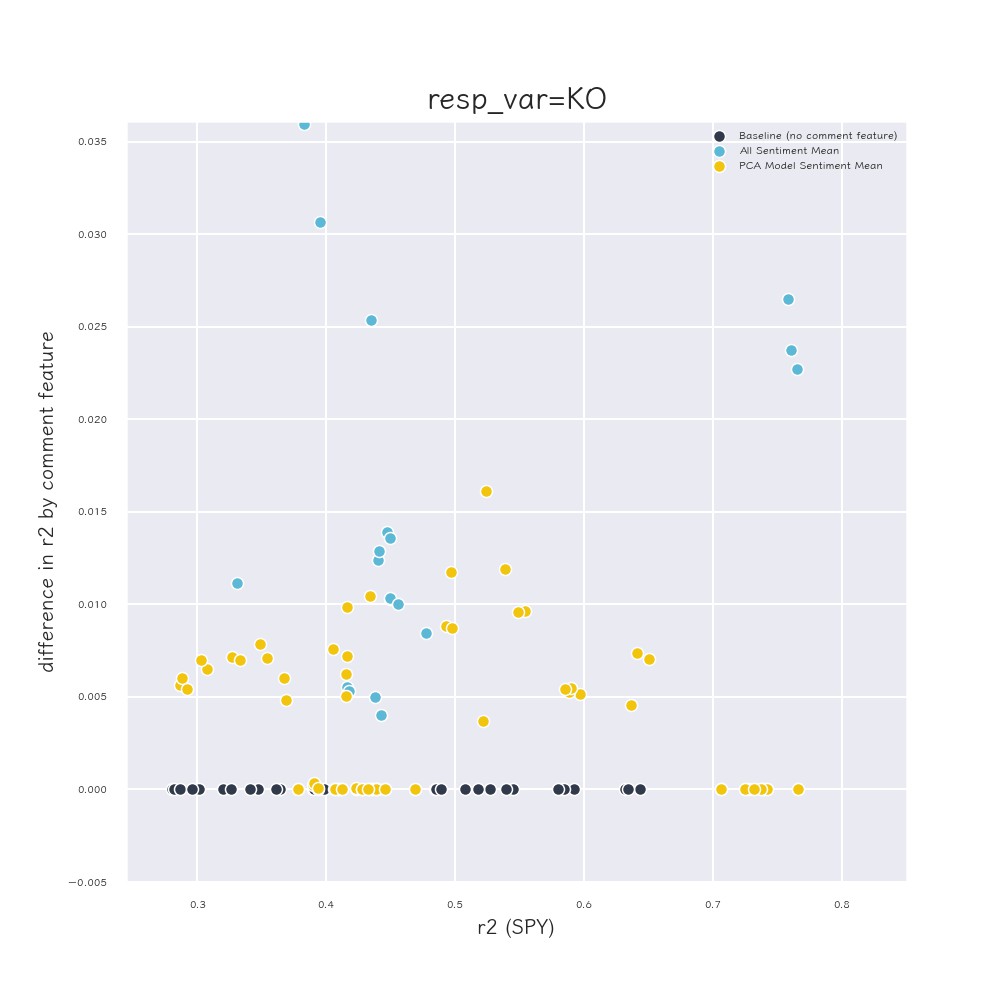 resp_var=KO
Baseline (no comment feature)
All Sentiment Mean
PCA Model Sentiment Mean
0.035
0.030
0.025
0.020
0.015
0.010
0.005
0.000
−0.005
difference in r2 by comment feature
0.3 0.4 0.5 0.6 0.7 0.8
r2 (SPY)